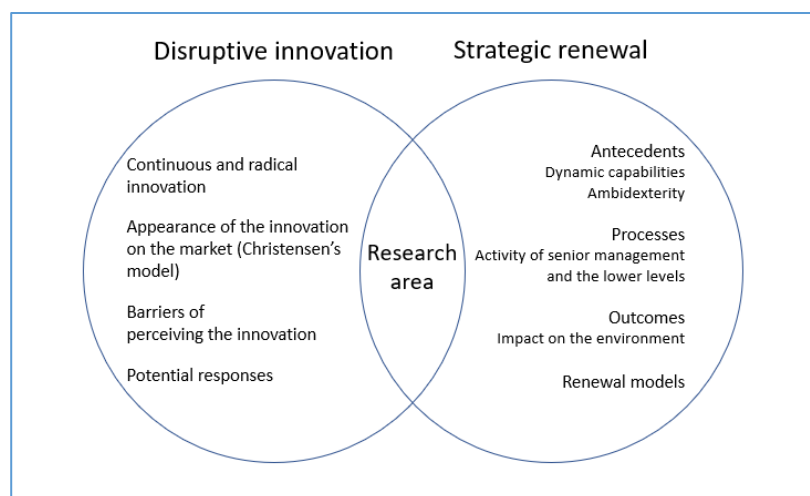 Disruptive innovation
Strategic renewal
Continuous and radical
innovation
Appearance of the innovation
on the market (Christensen's
model)
Barriers of
perceiving the innovation
Potential responses
Research
area
Antecedents
Dynamic capabilities
Ambidexterity
Processes
Activity of senior management
and the lower levels
Outcomes
Impact on the environment
Renewal models